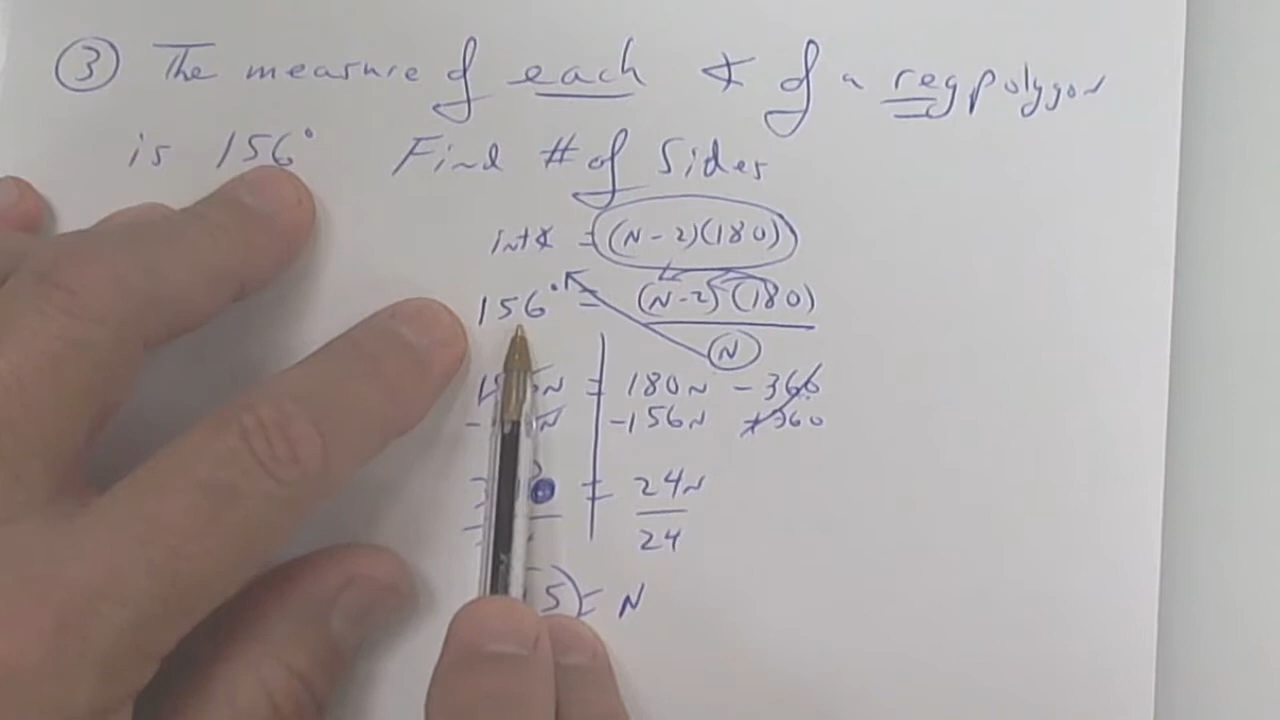 ③ The measure of each ∢ of a reg polygon
is 156° Find # of Sides
int ∢ = (N-2)(180)
156° = (N-2)(180)
N
N = 180N - 360
N -156N +360
= 24N
24
5 = N